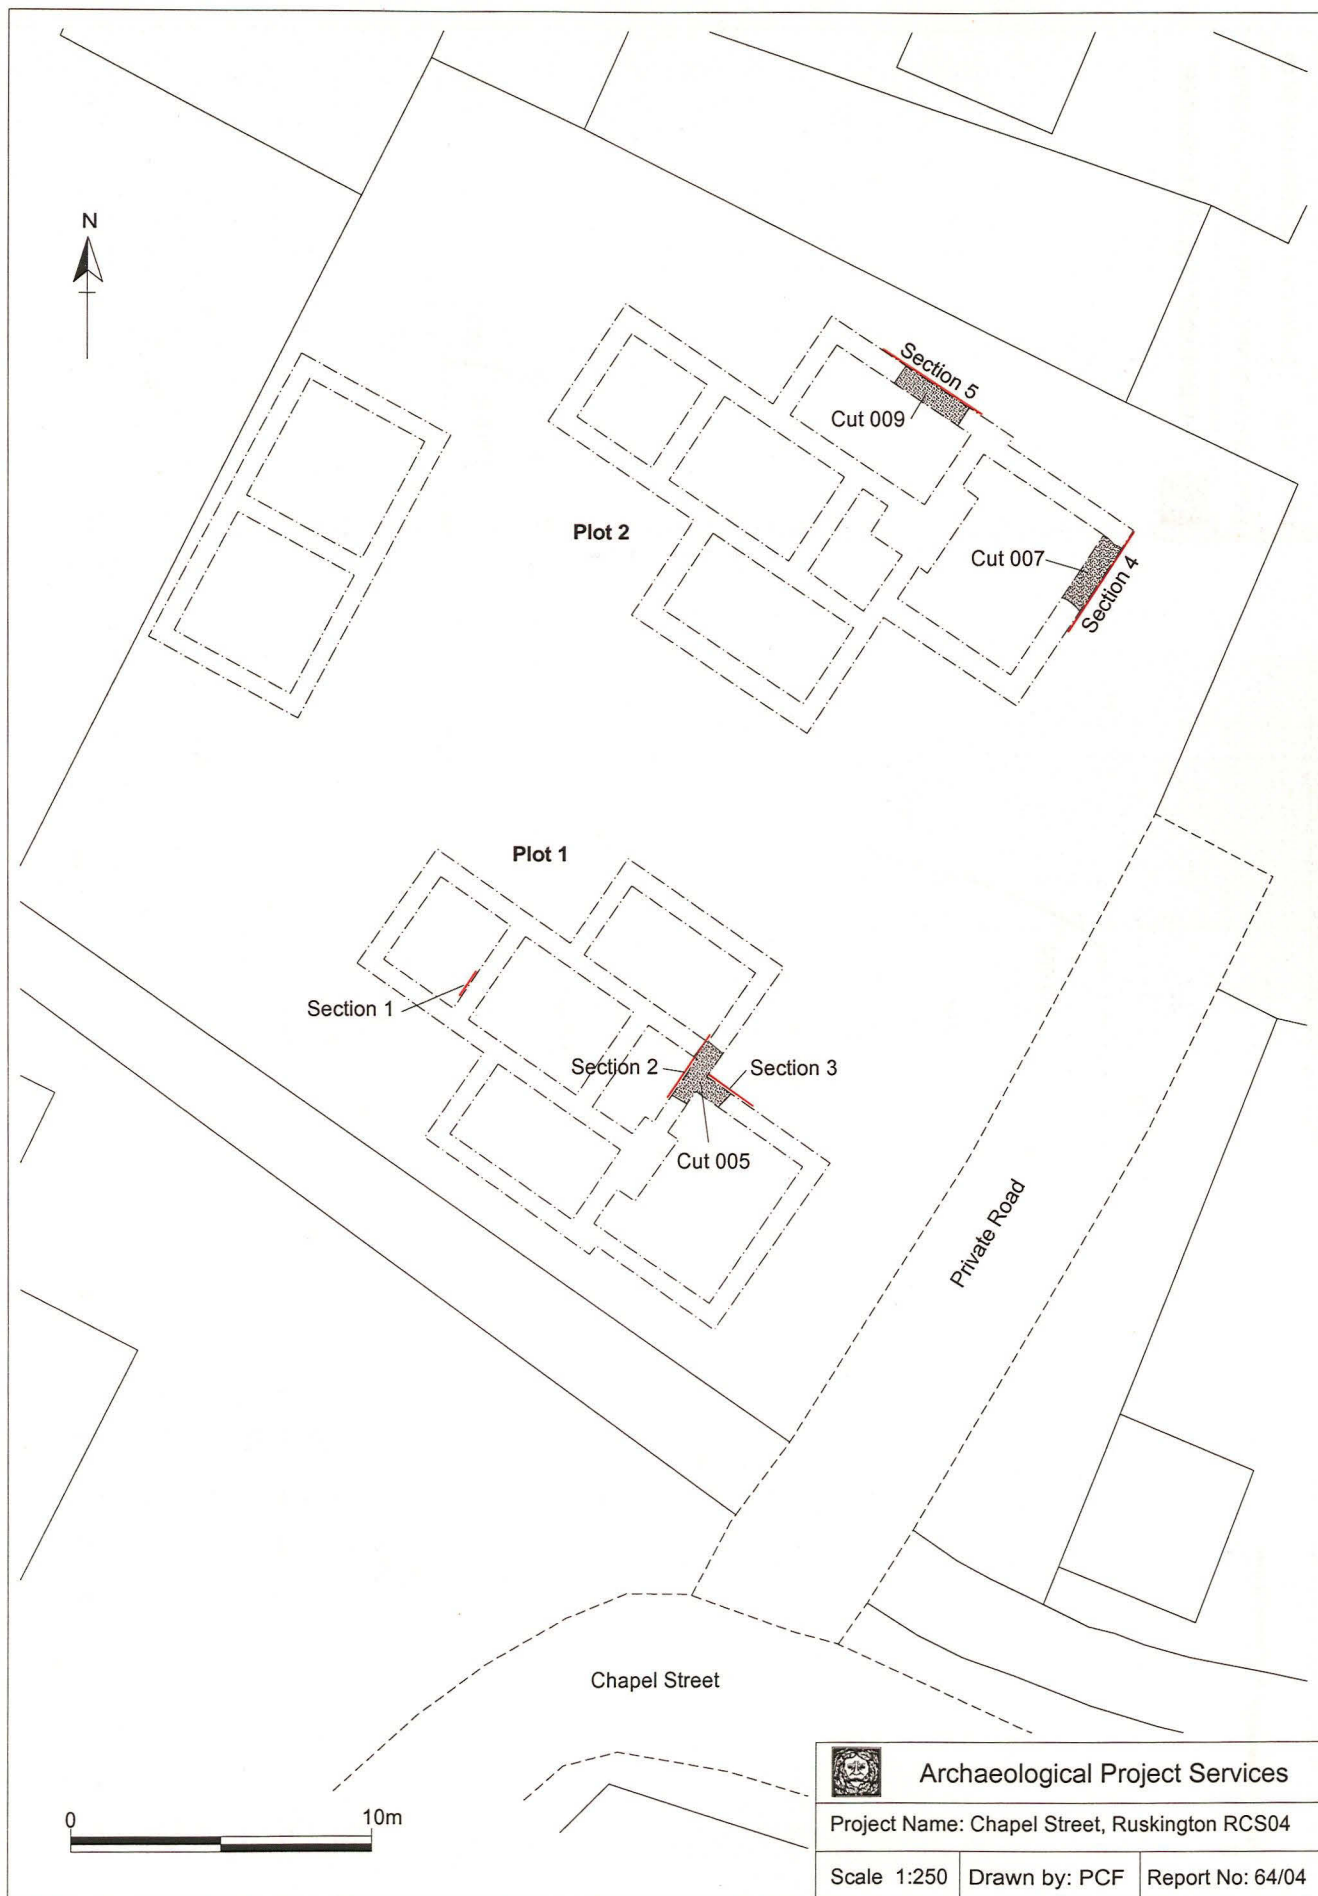 N
Section 5
Cut 009
Plot 2
Cut 007
Section 4
Plot 1
Section 1
Section 2
Section 3
Cut 005
Private Road
Chapel Street
0
10m
Archaeological Project Services
Project Name: Chapel Street, Ruskington RCS04
Scale 1:250
Drawn by: PCF
Report No: 64/04